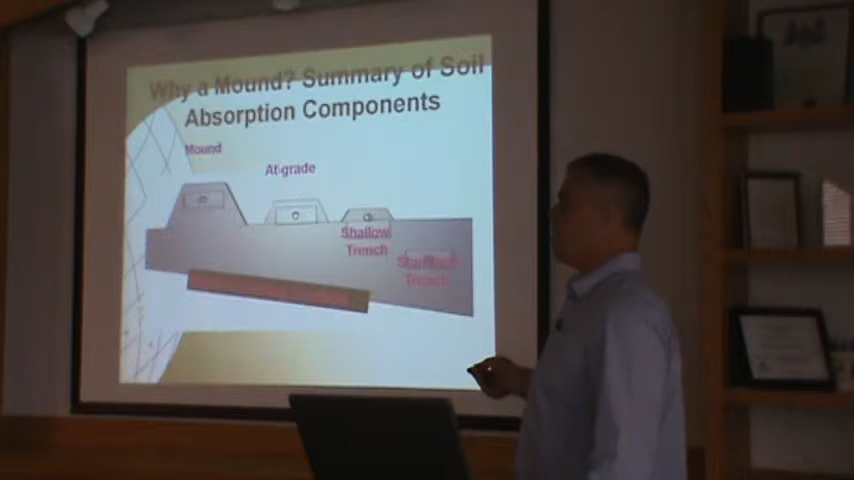 Why a Mound? Summary of Soil
Absorption Components
Mound
At-grade
Shallow
Trench
Standard
Trench